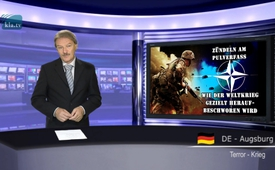 kla.tv
ZÜNDELN AM
PULVERFASS
WIE DER WELTKRIEG
GEZIELT HERAUF-
BESCHWOREN WIRD
DE - Augsburg
Terror - Krieg